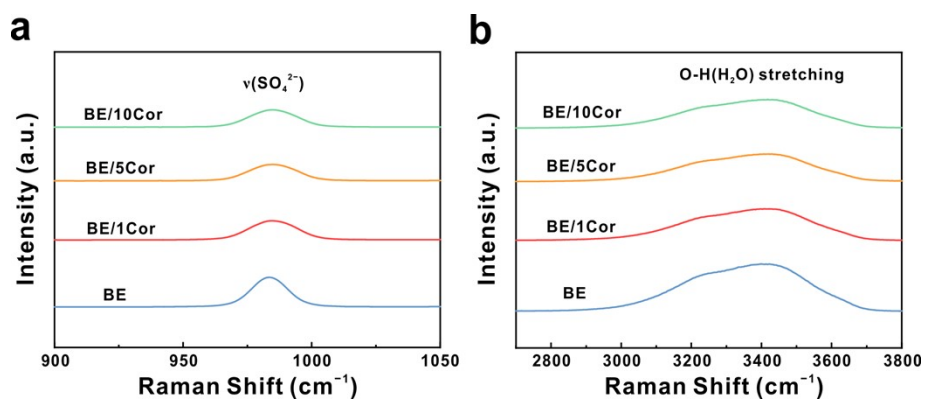 a
ν(SO₄²⁻)
BE/10Cor
BE/5Cor
BE/1Cor
BE
Intensity (a.u.)
900
950
1000
1050
Raman Shift (cm⁻¹)
b
O-H(H₂O) stretching
BE/10Cor
BE/5Cor
BE/1Cor
BE
Intensity (a.u.)
2800
3000
3200
3400
3600
3800
Raman Shift (cm⁻¹)